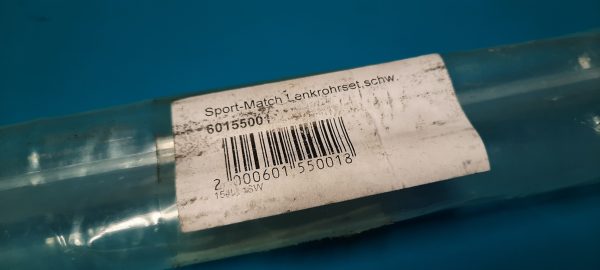 Sport-Match Lenkrohrset,schw.
60155001
2 000601 550018